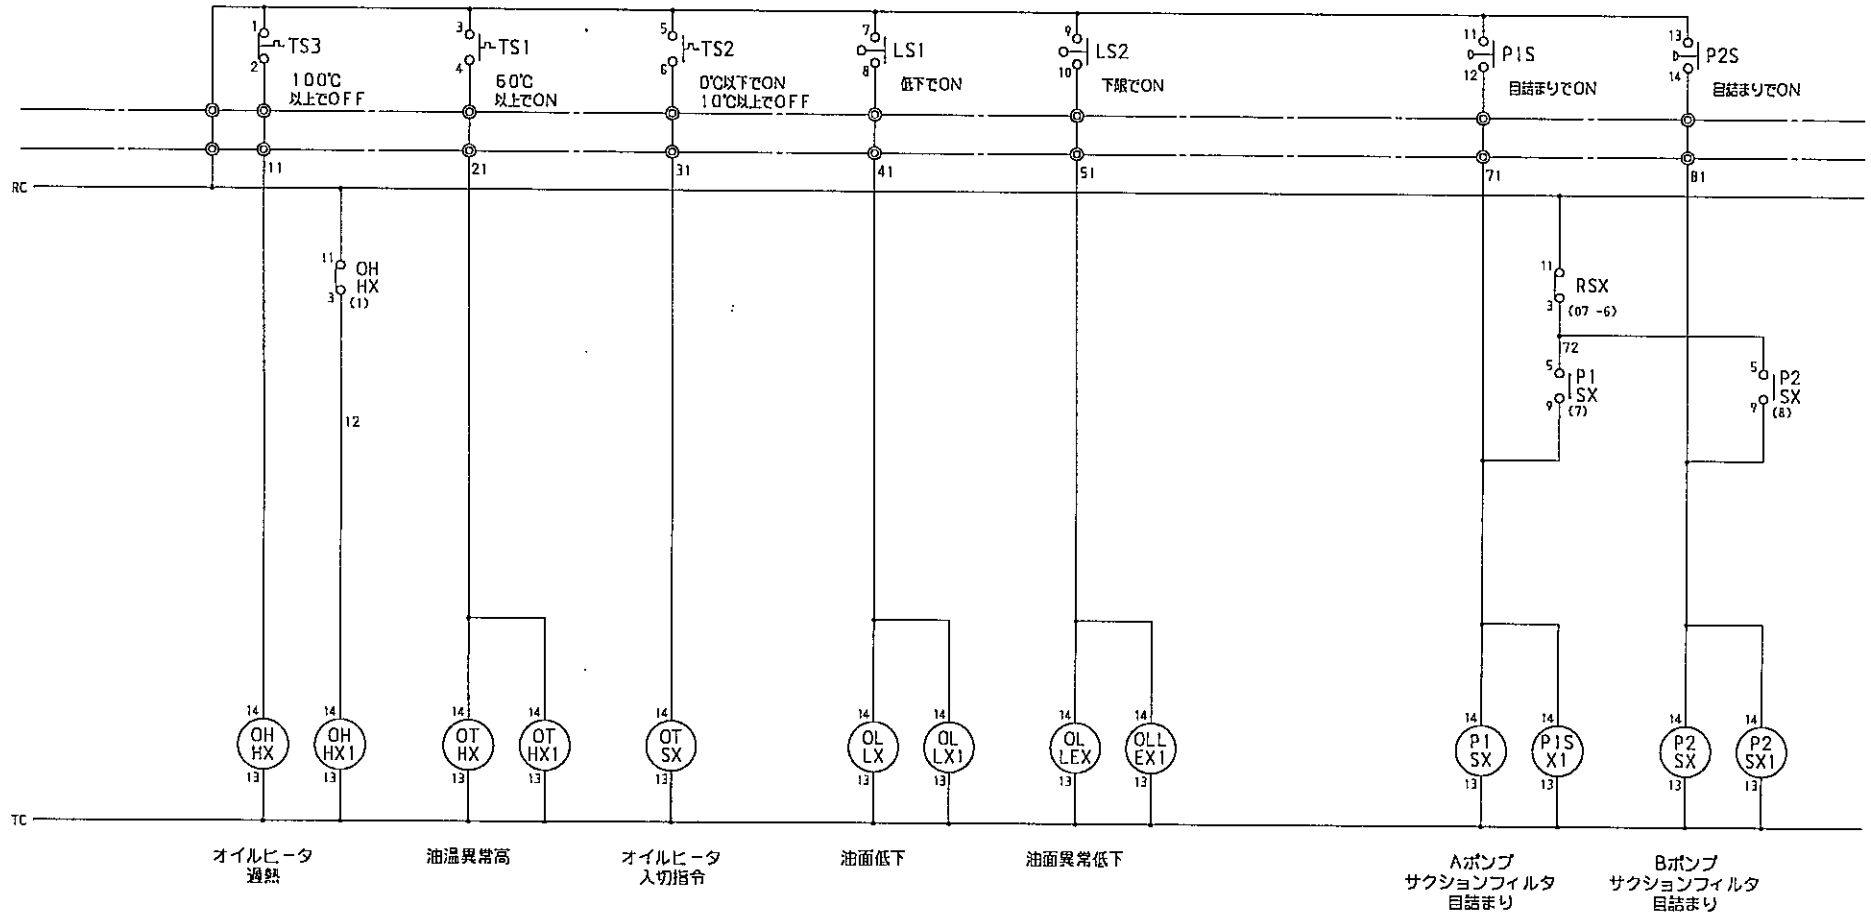 1 TS3
2
100℃
以上でOFF
3 TS1
4
60℃
以上でON
5 TS2
6
0℃以下でON
10℃以上でOFF
7 LS1
8
低下でON
9 LS2
10
下限でON
11 P1S
12
目詰まりでON
13 P2S
14
目詰まりでON
11
21
31
41
51
71
81
RC
11 OH
HX
3 (1)
12
11
RSX
3 (07-6)
72
5 P1
SX
9 (7)
5 P2
SX
9 (8)
14
OH
HX
13
14
OH
HX1
13
14
OT
HX
13
14
OT
HX1
13
14
OT
SX
13
14
OL
LX
13
14
OL
LX1
13
14
OL
LEX
13
14
OLL
EX1
13
14
P1
SX
13
14
P1S
X1
13
14
P2
SX
13
14
P2
SX1
13
TC
オイルヒータ
過熱
油温異常高
オイルヒータ
入切指令
油面低下
油面異常低下
Aポンプ
サクションフィルタ
目詰まり
Bポンプ
サクションフィルタ
目詰まり